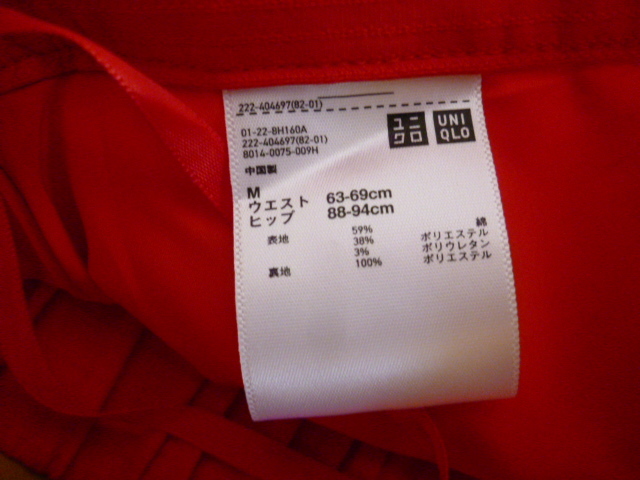 222-404697(82-01)
ユニクロ
UNIQLO
01-22-BH160A
222-404697(82-01)
8014-0075-009H
中国製
M
ウエスト 63-69cm
ヒップ 88-94cm
表地 59% 綿
38% ポリエステル
3% ポリウレタン
裏地 100% ポリエステル